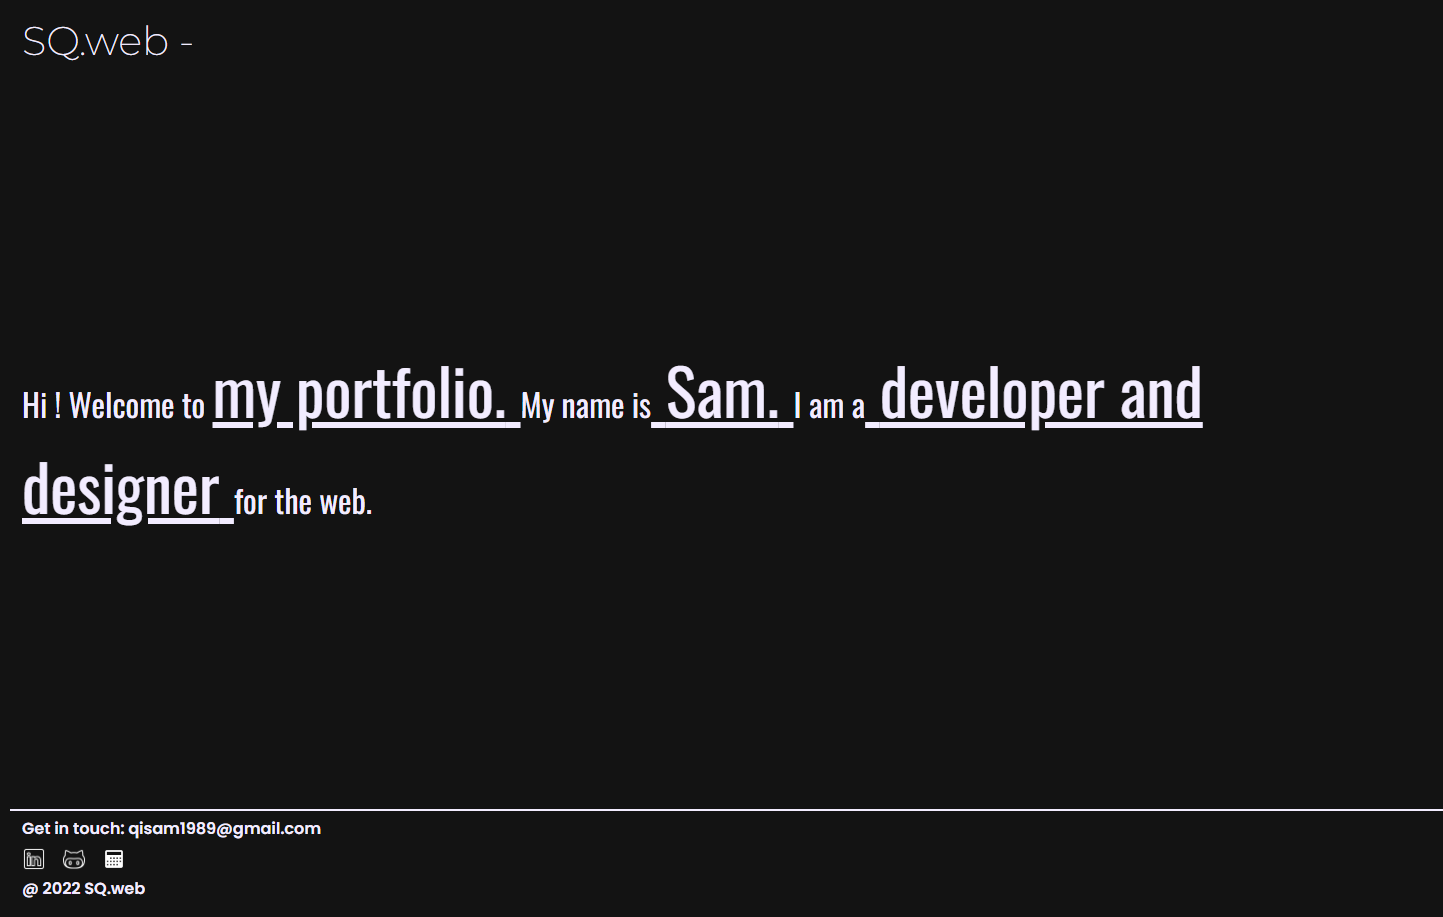 SQ.web -
Hi ! Welcome to my portfolio. My name is Sam. I am a developer and
designer for the web.
Get in touch: qisam1989@gmail.com
in
@ 2022 SQ.web